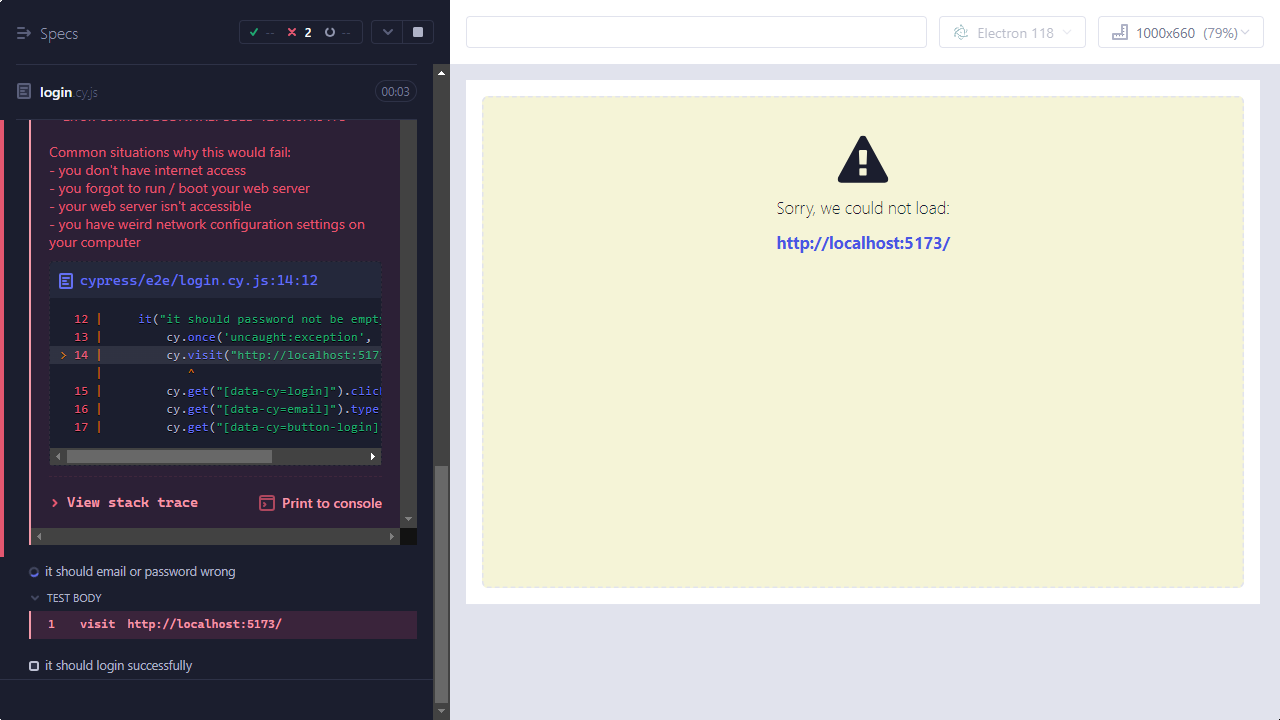 Specs
--
2
--
login.cy.js
00:03
Common situations why this would fail:
- you don't have internet access
- you forgot to run / boot your web server
- your web server isn't accessible
- you have weird network configuration settings on
your computer
cypress/e2e/login.cy.js:14:12
12 | it("it should password not be empty
13 | cy.once('uncaught:exception',
> 14 | cy.visit("http://localhost:517
| ^
15 | cy.get("[data-cy=login]").clic
16 | cy.get("[data-cy=email]").type
17 | cy.get("[data-cy=button-login]
> View stack trace
Print to console
it should email or password wrong
TEST BODY
1 visit http://localhost:5173/
it should login successfully
Electron 118
1000x660 (79%)
Sorry, we could not load:
http://localhost:5173/